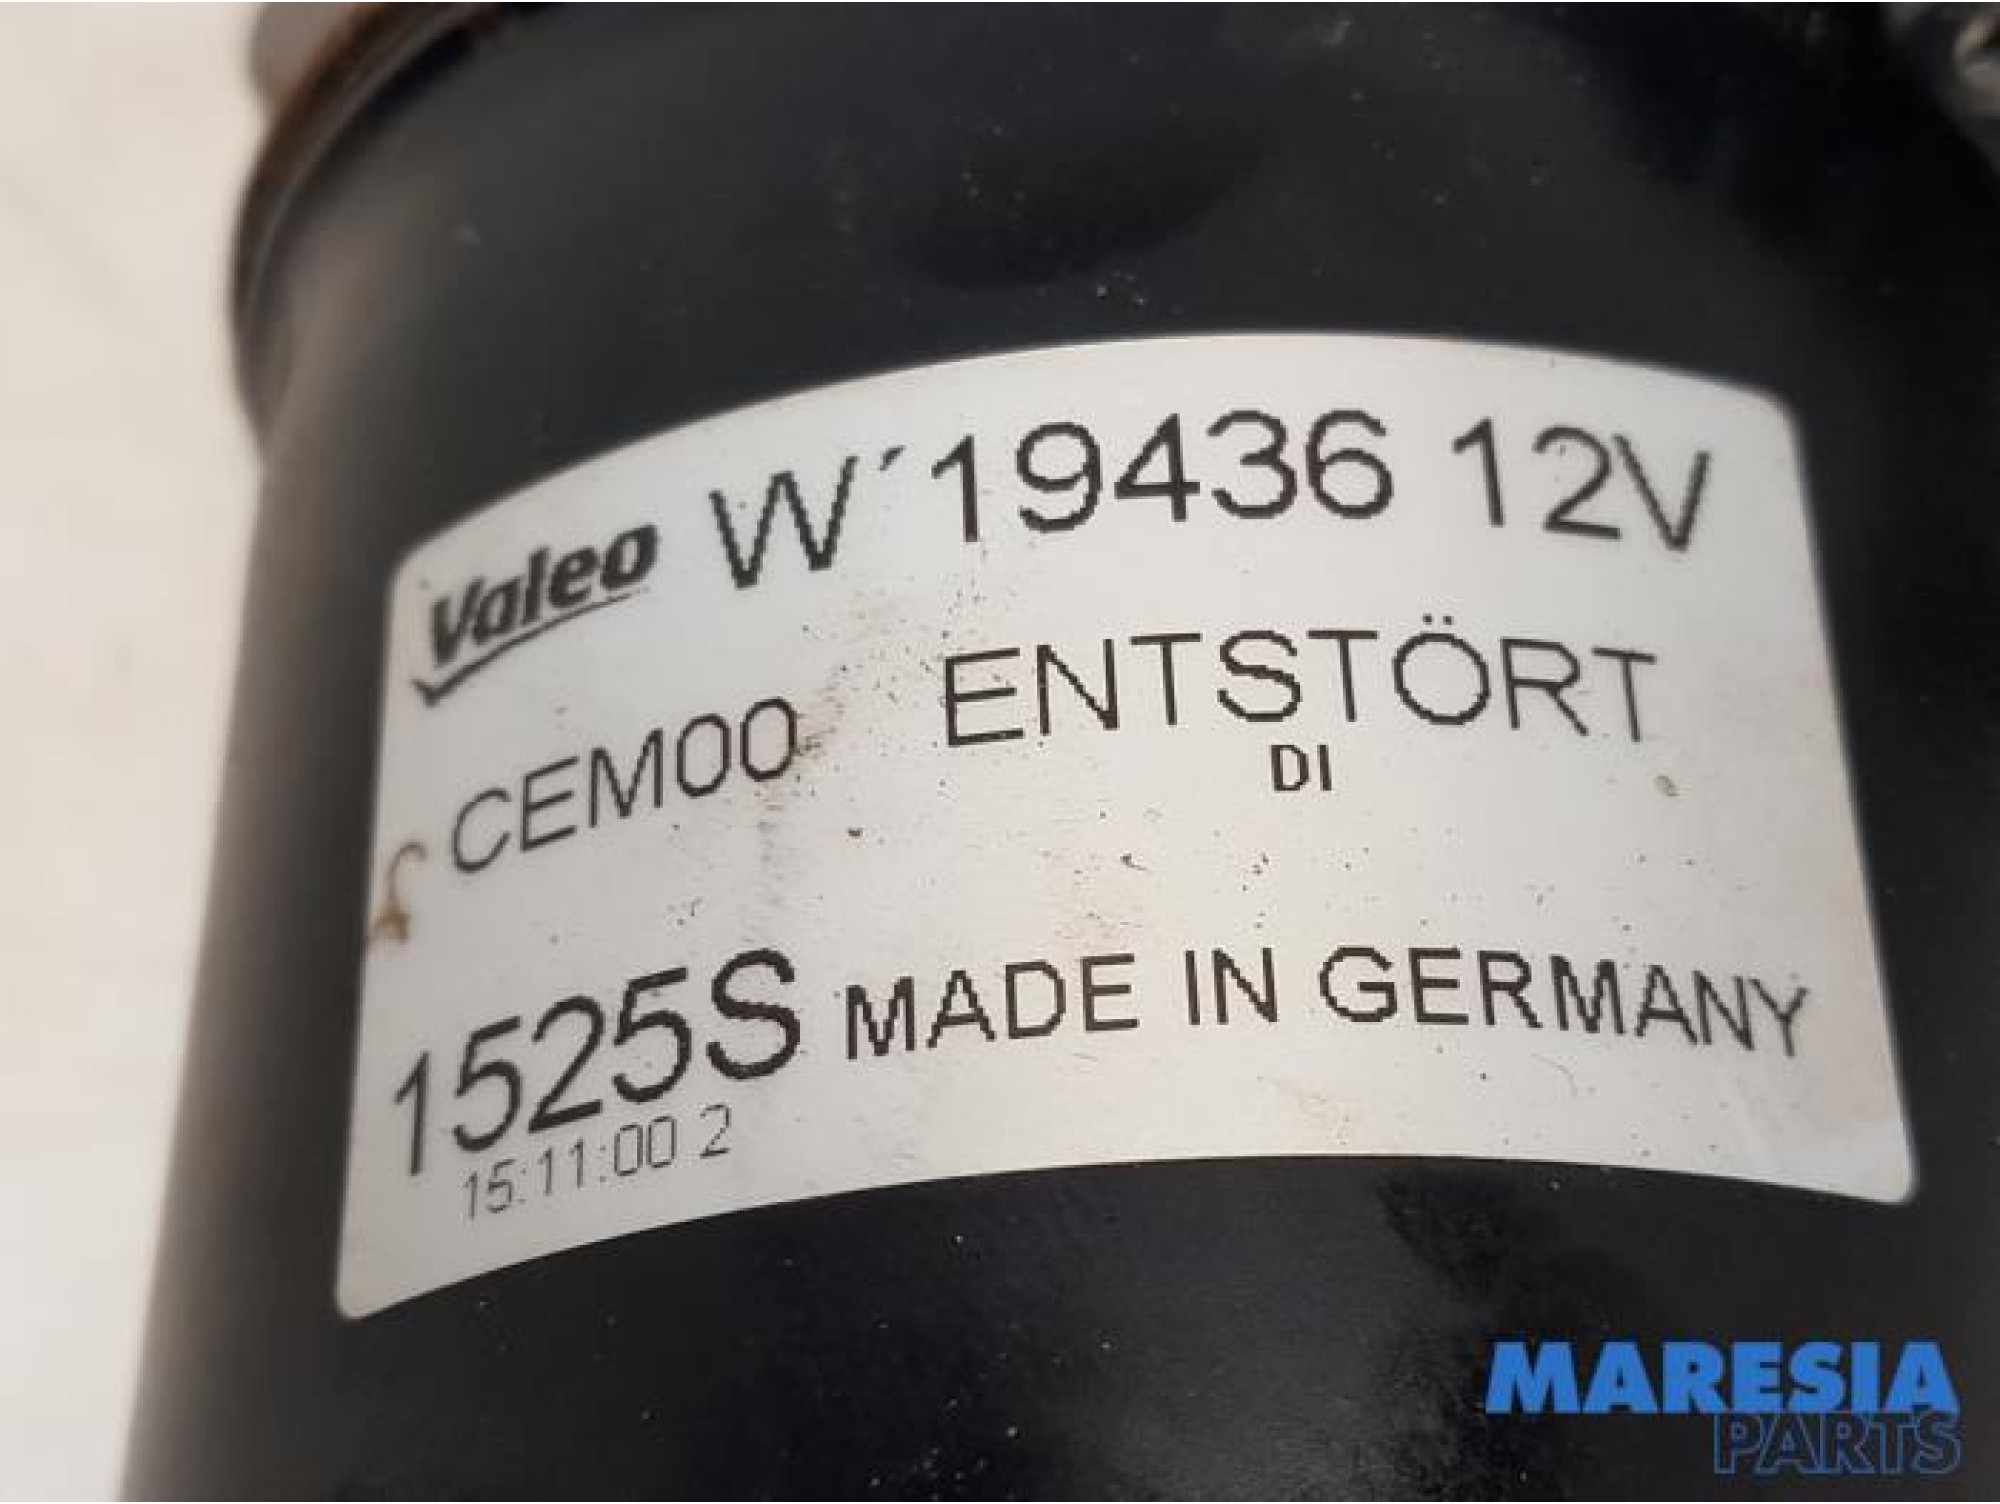 Valeo W´19436 12V
CEM00 ENTSTÖRT
DI
1525S MADE IN GERMANY
15:11:00 2
MARESIA
PARTS